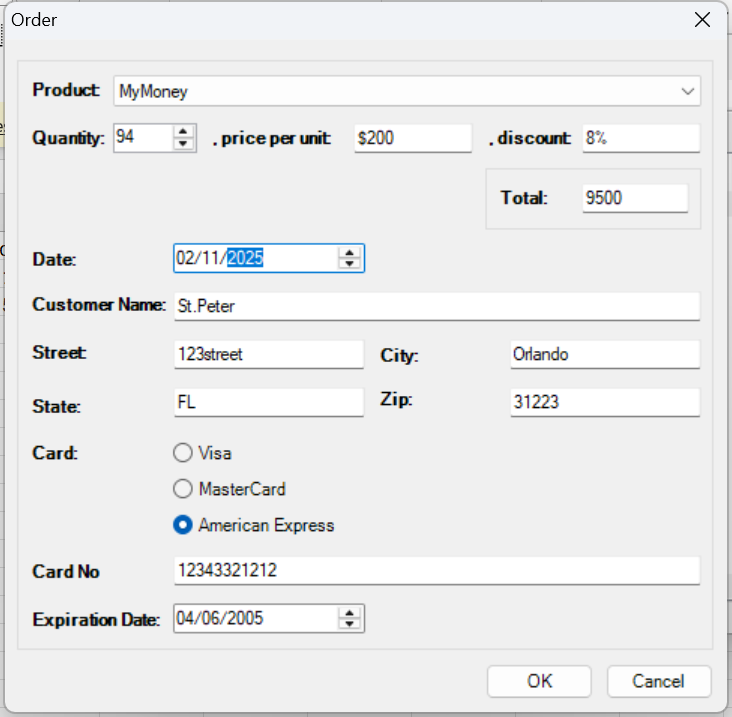 Order
Product: MyMoney
Quantity: 94 , price per unit: $200 , discount: 8%
Total: 9500
Date: 02/11/2025
Customer Name: St.Peter
Street: 123street City: Orlando
State: FL Zip: 31223
Card: Visa
MasterCard
American Express
Card No 12343321212
Expiration Date: 04/06/2005
OK Cancel